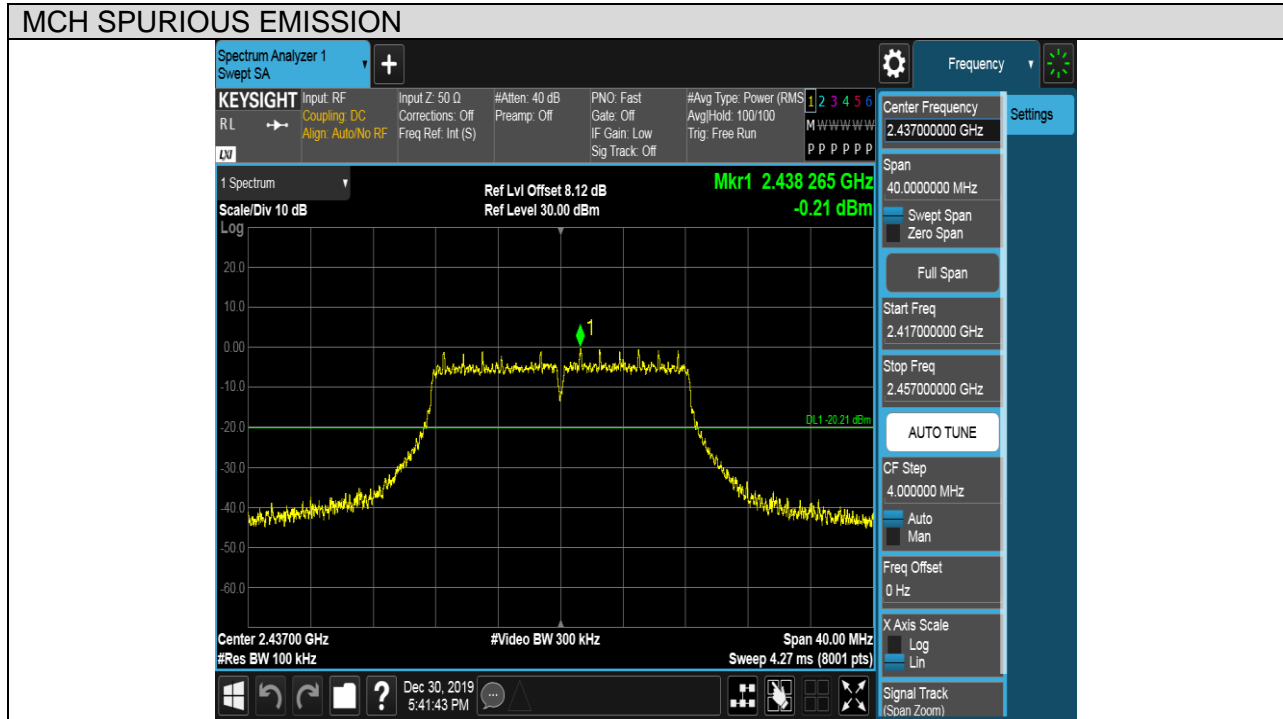 MCH SPURIOUS EMISSION
Spectrum Analyzer 1
Swept SA
+
Frequency
KEYSIGHT
RL
LXI
Input: RF
Coupling: DC
Align: Auto/No RF
Input Z: 50 Ω
Corrections: Off
Freq Ref: Int (S)
#Atten: 40 dB
Preamp: Off
PNO: Fast
Gate: Off
IF Gain: Low
Sig Track: Off
#Avg Type: Power (RMS
Avg|Hold: 100/100
Trig: Free Run
1 2 3 4 5 6
M W W W W W
P P P P P P
1 Spectrum
Scale/Div 10 dB
Ref Lvl Offset 8.12 dB
Ref Level 30.00 dBm
Mkr1 2.438 265 GHz
-0.21 dBm
Log
20.0
10.0
0.00
-10.0
-20.0
-30.0
-40.0
-50.0
-60.0
1
DL1 -20.21 dBm
Center 2.43700 GHz
#Res BW 100 kHz
#Video BW 300 kHz
Span 40.00 MHz
Sweep 4.27 ms (8001 pts)
?
Dec 30, 2019
5:41:43 PM
Center Frequency
2.437000000 GHz
Span
40.0000000 MHz
Swept Span
Zero Span
Full Span
Start Freq
2.417000000 GHz
Stop Freq
2.457000000 GHz
AUTO TUNE
CF Step
4.000000 MHz
Auto
Man
Freq Offset
0 Hz
X Axis Scale
Log
Lin
Signal Track
(Span Zoom)
Settings